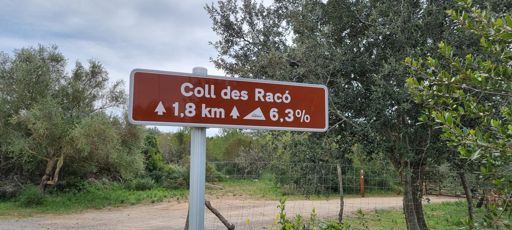 Coll des Racó
1,8 km 6,3%